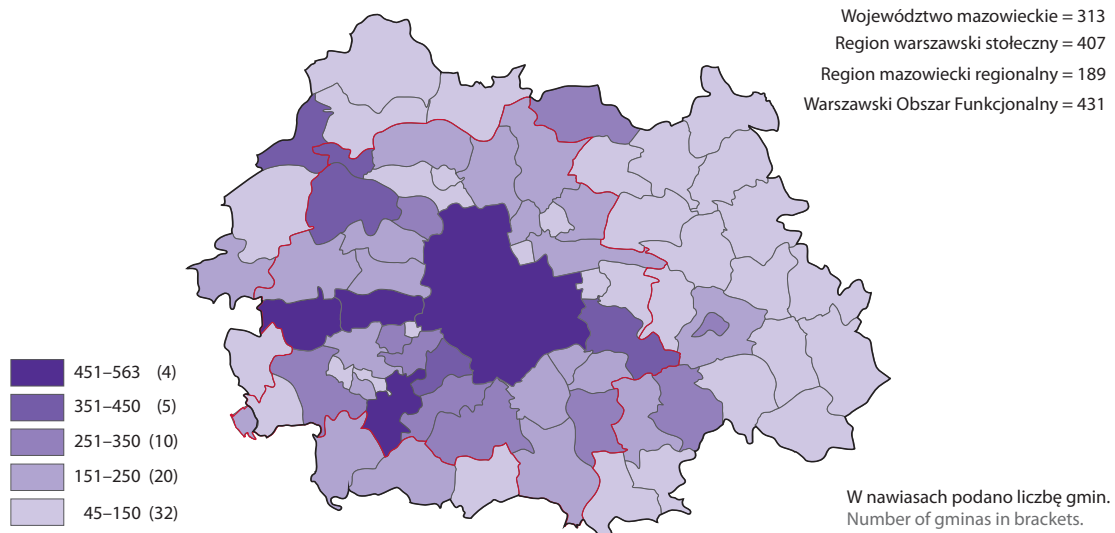 Województwo mazowieckie = 313
Region warszawski stołeczny = 407
Region mazowiecki regionalny = 189
Warszawski Obszar Funkcjonalny = 431
451–563 (4)
351–450 (5)
251–350 (10)
151–250 (20)
45–150 (32)
W nawiasach podano liczbę gmin.
Number of gminas in brackets.